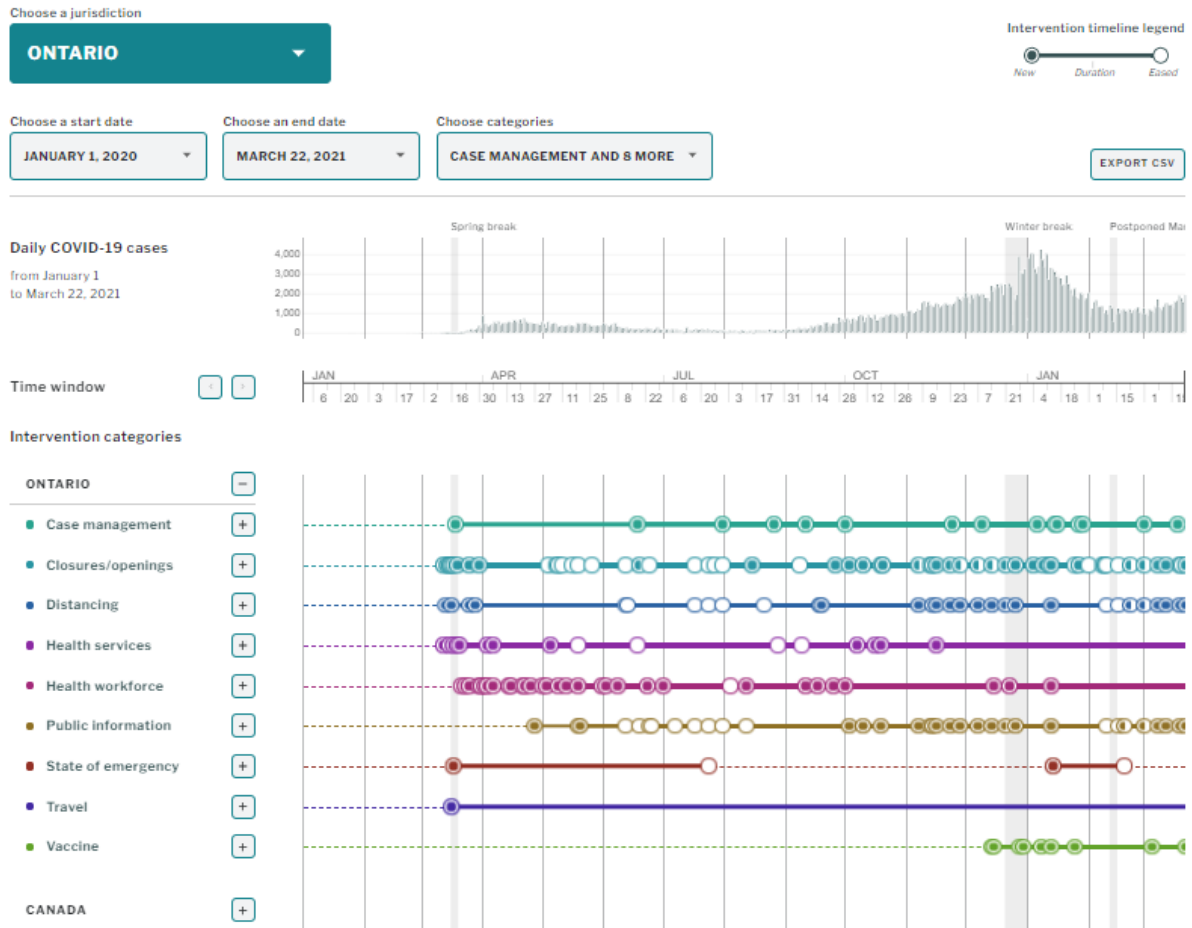 Choose a jurisdiction
ONTARIO
Intervention timeline legend
New Duration Eased
Choose a start date Choose an end date Choose categories
JANUARY 1, 2020 MARCH 22, 2021 CASE MANAGEMENT AND 8 MORE
EXPORT CSV
Spring break Winter break Postponed Mar
Daily COVID-19 cases
from January 1
to March 22, 2021
4,000
3,000
2,000
1,000
0
Time window
JAN APR JUL OCT JAN
6 20 3 17 2 16 30 13 27 11 25 8 22 6 20 3 17 31 14 28 12 26 9 23 7 21 4 18 1 15 1
Intervention categories
ONTARIO
Case management
Closures/openings
Distancing
Health services
Health workforce
Public information
State of emergency
Travel
Vaccine
CANADA